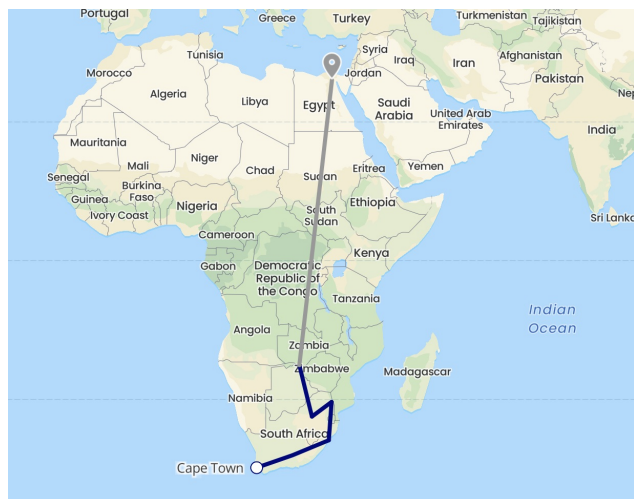 Portugal
Greece
Turkey
Turkmenistan
Tajikistan
Tunisia
Syria
Iraq
Iran
Afghanistan
Morocco
Jordan
Pakistan
Algeria
Libya
Egypt
Saudi
Arabia
United Arab
Emirates
Nep
India
Mauritania
Mali
Niger
Chad
Sudan
Eritrea
Yemen
Senegal
Burkina
Faso
Guinea
Ivory Coast
Nigeria
South
Sudan
Ethiopia
Sri Lanka
Cameroon
Gabon
Democratic
Republic of
the Congo
Kenya
Tanzania
Indian
Ocean
Angola
Zambia
Zimbabwe
Madagascar
Namibia
South Africa
Cape Town